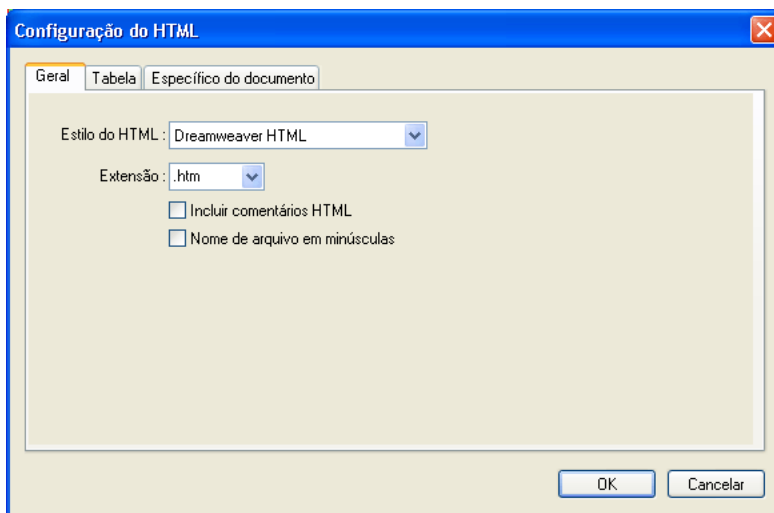 Configuração do HTML
Geral Tabela Específico do documento
Estilo do HTML : Dreamweaver HTML
Extensão : .htm
Incluir comentários HTML
Nome de arquivo em minúsculas
OK Cancelar